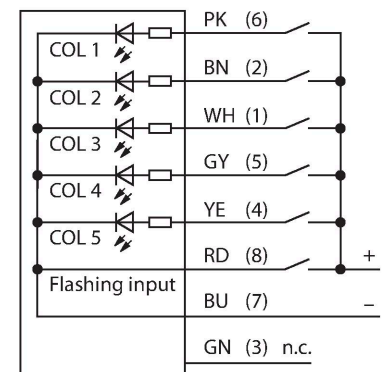 PK (6)
COL 1
BN (2)
COL 2
WH (1)
COL 3
GY (5)
COL 4
YE (4)
COL 5
RD (8)
+
Flashing input
BU (7)
–
GN (3) n.c.